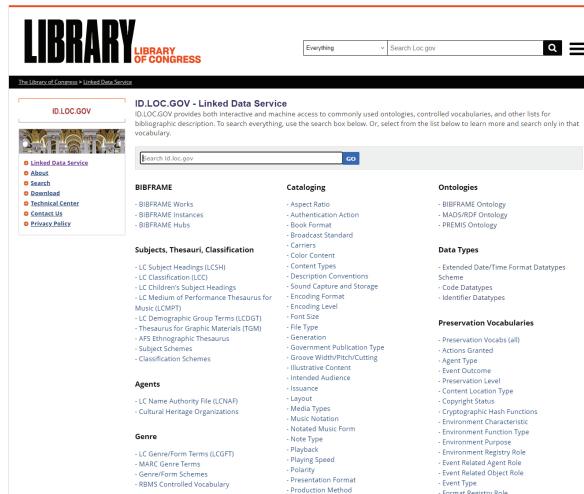 LIBRARY
LIBRARY
OF CONGRESS
Everything
Search Loc.gov
The Library of Congress > Linked Data Service
ID.LOC.GOV
Linked Data Service
About
Search
Download
Technical Center
Contact Us
Privacy Policy
ID.LOC.GOV - Linked Data Service
ID.LOC.GOV provides both interactive and machine access to commonly used ontologies, controlled vocabularies, and other lists for
bibliographic description. To search everything, use the search box below. Or, select from the list below to learn more and search only in that
vocabulary.
Search id.loc.gov
GO
BIBFRAME
- BIBFRAME Works
- BIBFRAME Instances
- BIBFRAME Hubs
Subjects, Thesauri, Classification
- LC Subject Headings (LCSH)
- LC Classification (LCC)
- LC Children's Subject Headings
- LC Medium of Performance Thesaurus for
Music (LCMPT)
- LC Demographic Group Terms (LCDGT)
- Thesaurus for Graphic Materials (TGM)
- AFS Ethnographic Thesaurus
- Subject Schemes
- Classification Schemes
Agents
- LC Name Authority File (LCNAF)
- Cultural Heritage Organizations
Genre
- LC Genre/Form Terms (LCGFT)
- MARC Genre Terms
- Genre/Form Schemes
- RBMS Controlled Vocabulary
Cataloging
- Aspect Ratio
- Authentication Action
- Book Format
- Broadcast Standard
- Carriers
- Color Content
- Content Types
- Description Conventions
- Sound Capture and Storage
- Encoding Format
- Encoding Level
- Font Size
- File Type
- Generation
- Government Publication Type
- Groove Width/Pitch/Cutting
- Illustrative Content
- Intended Audience
- Issuance
- Layout
- Media Types
- Music Notation
- Notated Music Form
- Note Type
- Playback
- Playing Speed
- Polarity
- Presentation Format
- Production Method
Ontologies
- BIBFRAME Ontology
- MADS/RDF Ontology
- PREMIS Ontology
Data Types
- Extended Date/Time Format Datatypes
Scheme
- Code Datatypes
- Identifier Datatypes
Preservation Vocabularies
- Preservation Vocabs (all)
- Actions Granted
- Agent Type
- Event Outcome
- Preservation Level
- Content Location Type
- Copyright Status
- Cryptographic Hash Functions
- Environment Characteristic
- Environment Function Type
- Environment Purpose
- Environment Registry Role
- Event Related Agent Role
- Event Related Object Role
- Event Type
- Format Registry Role